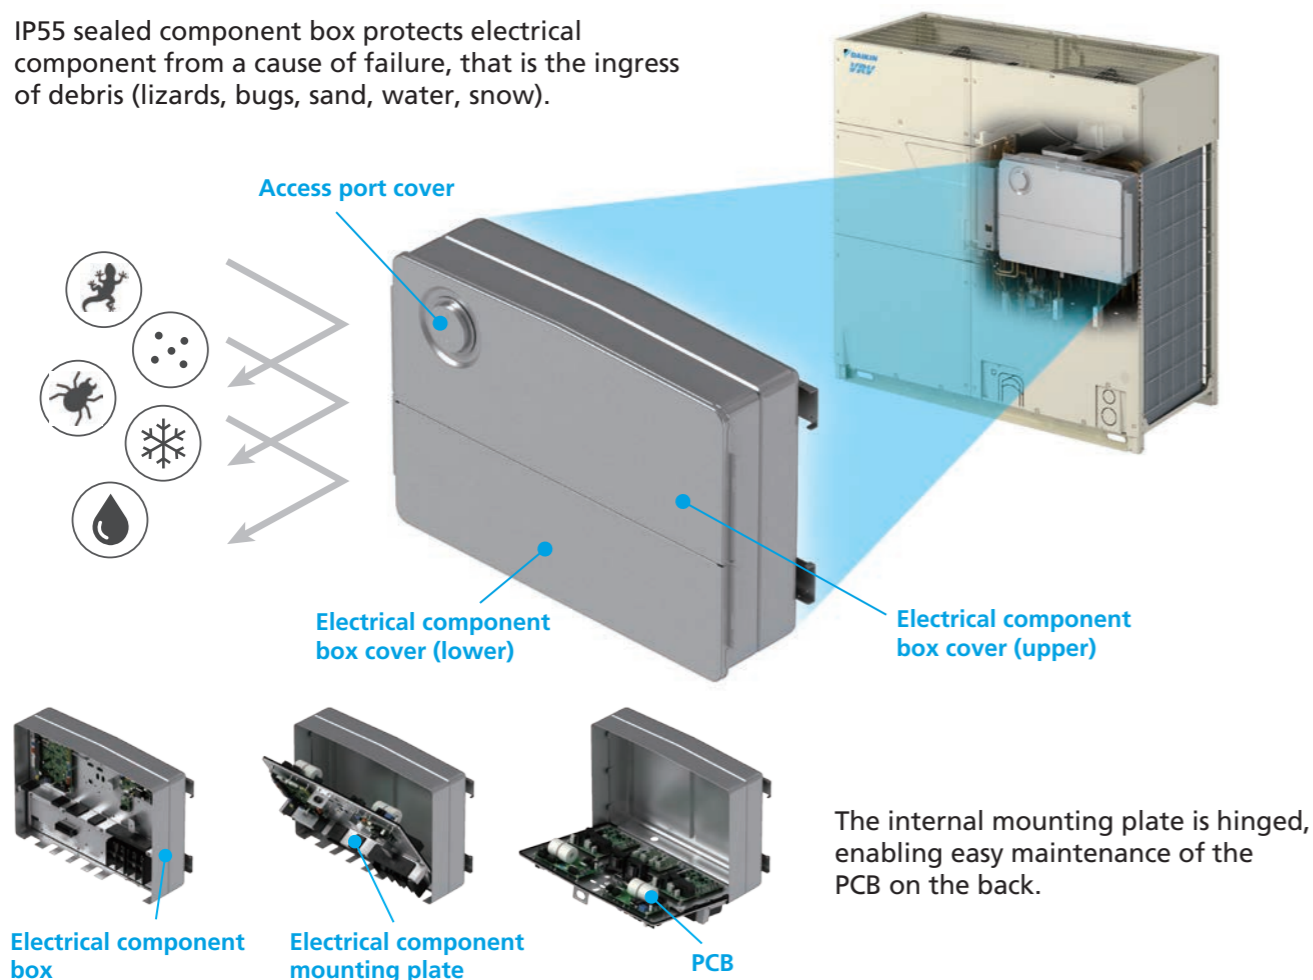 IP55 sealed component box protects electrical
component from a cause of failure, that is the ingress
of debris (lizards, bugs, sand, water, snow).
DAIKIN
VRV
Access port cover
Electrical component
box cover (lower)
Electrical component
box cover (upper)
The internal mounting plate is hinged,
enabling easy maintenance of the
PCB on the back.
Electrical component
box
Electrical component
mounting plate
PCB